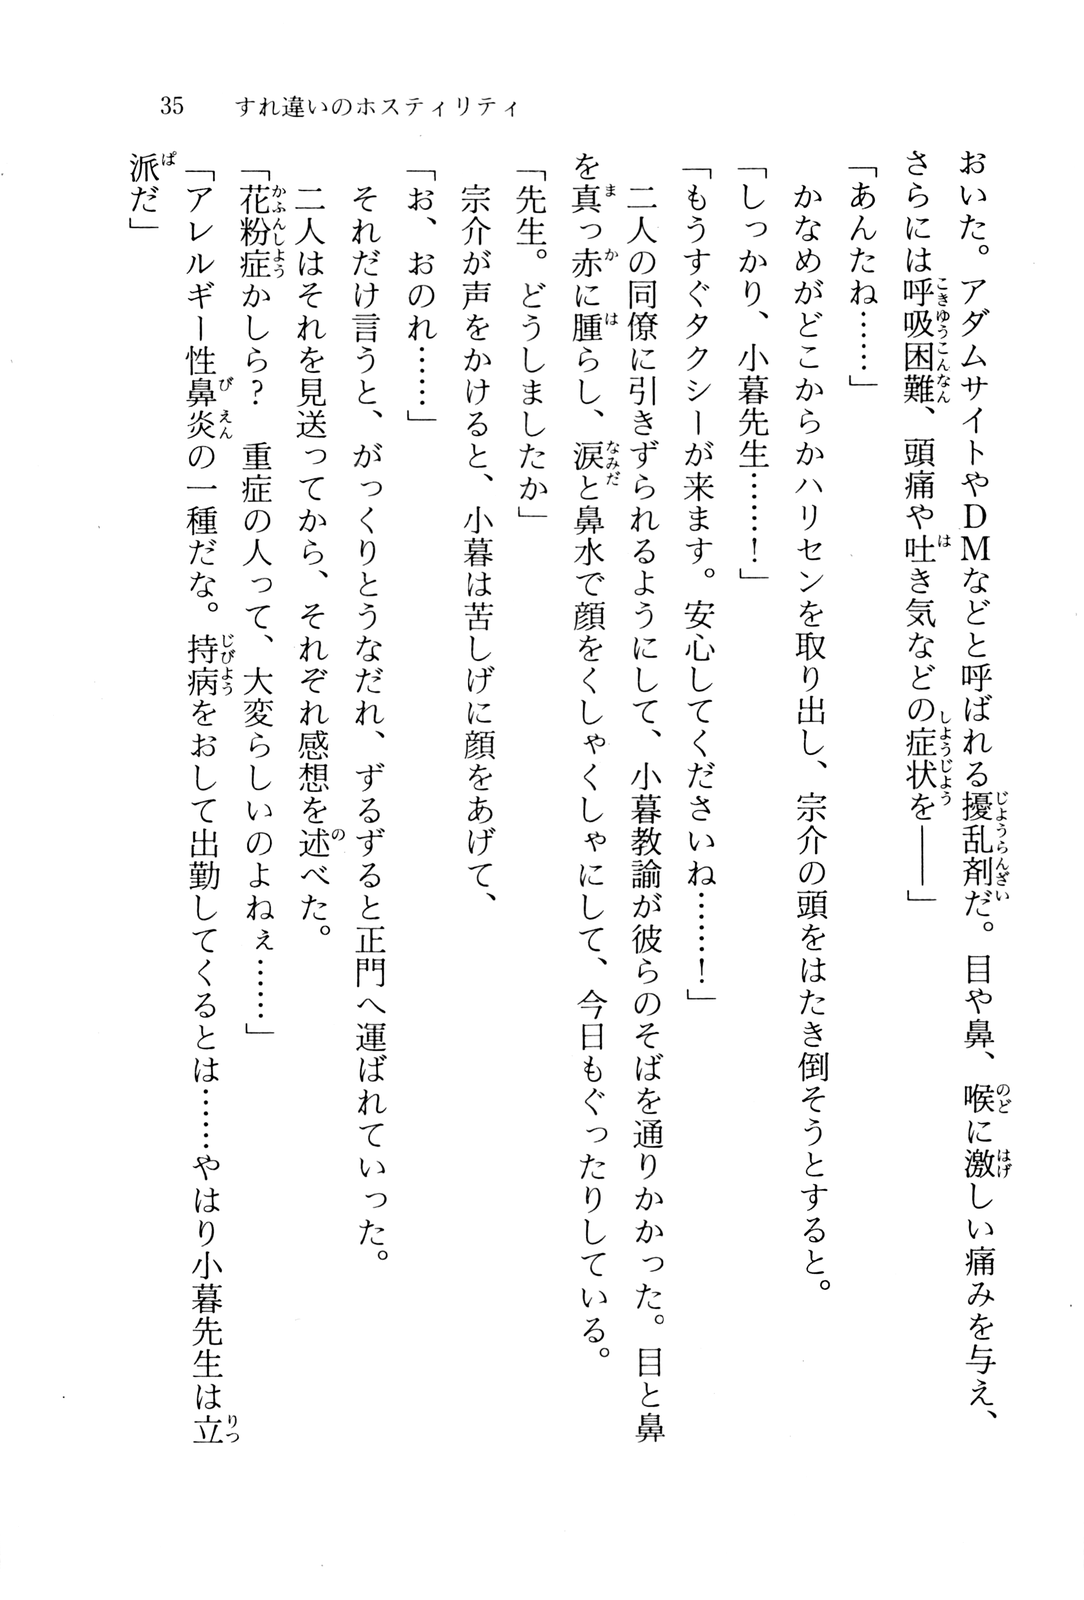 35　すれ違いのホスティリティ
おいた。アダムサイトやDMなどと呼ばれる擾乱剤だ。目や鼻、喉に激しい痛みを与え、
さらには呼吸困難、頭痛や吐き気などの症状を――」
「あんたね……」
　かなめがどこからかハリセンを取り出し、宗介の頭をはたき倒そうとすると。
「しっかり、小暮先生……！」
「もうすぐタクシーが来ます。安心してくださいね……！」
　二人の同僚に引きずられるようにして、小暮教諭が彼らのそばを通りかかった。目と鼻
を真っ赤に腫らし、涙と鼻水で顔をくしゃくしゃにして、今日もぐったりしている。
「先生。どうしましたか」
　宗介が声をかけると、小暮は苦しげに顔をあげて、
「お、おのれ……」
　それだけ言うと、がっくりとうなだれ、ずるずると正門へ運ばれていった。
　二人はそれを見送ってから、それぞれ感想を述べた。
「花粉症かしら？　重症の人って、大変らしいのよねぇ……」
「アレルギー性鼻炎の一種だな。持病をおして出勤してくるとは……やはり小暮先生は立
派だ」